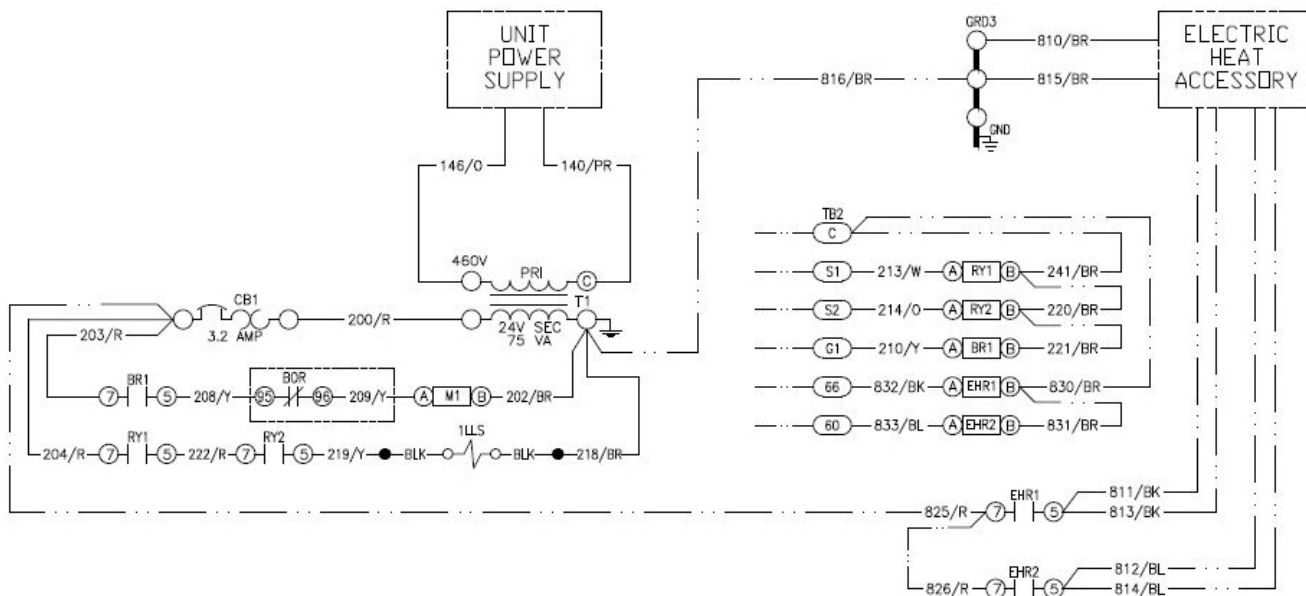 UNIT
POWER
SUPPLY
GRD3
810/BR
ELECTRIC
HEAT
ACCESSORY
816/BR
815/BR
GND
146/O
140/PR
TB2
C
460V
PRI
C
S1
213/W
A
RY1
B
241/BR
CB1
200/R
T1
24V SEC
75 VA
3.2 AMP
203/R
S2
214/O
A
RY2
B
220/BR
G1
210/Y
A
BR1
B
221/BR
BR1
7
5
208/Y
BOR
95
96
209/Y
A
M1
B
202/BR
66
832/BK
A
EHR1
B
830/BR
60
833/BL
A
EHR2
B
831/BR
204/R
RY1
7
5
222/R
RY2
7
5
219/Y
BLK
1LLS
BLK
218/BR
825/R
EHR1
7
5
811/BK
813/BK
826/R
EHR2
7
5
812/BL
814/BL